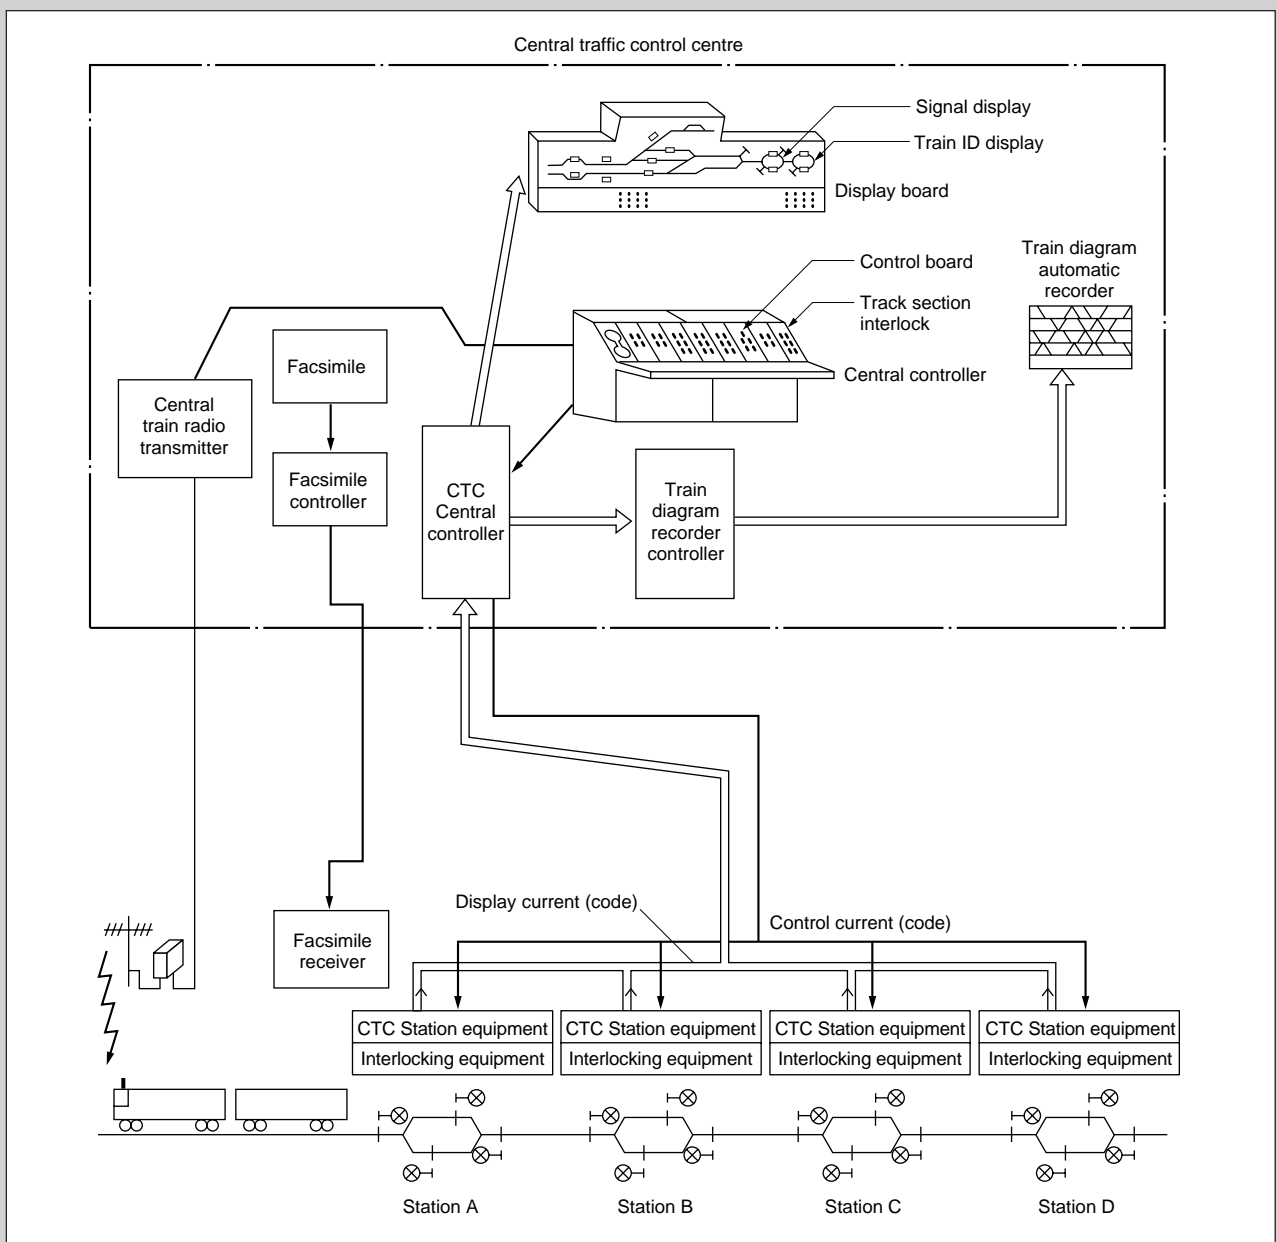 Central traffic control centre
Signal display
Train ID display
Display board
Control board
Track section
interlock
Central controller
Train diagram
automatic
recorder
Facsimile
Central
train radio
transmitter
Facsimile
controller
CTC
Central
controller
Train
diagram
recorder
controller
Display current (code)
Control current (code)
Facsimile
receiver
CTC Station equipment
Interlocking equipment
CTC Station equipment
Interlocking equipment
CTC Station equipment
Interlocking equipment
CTC Station equipment
Interlocking equipment
Station A
Station B
Station C
Station D